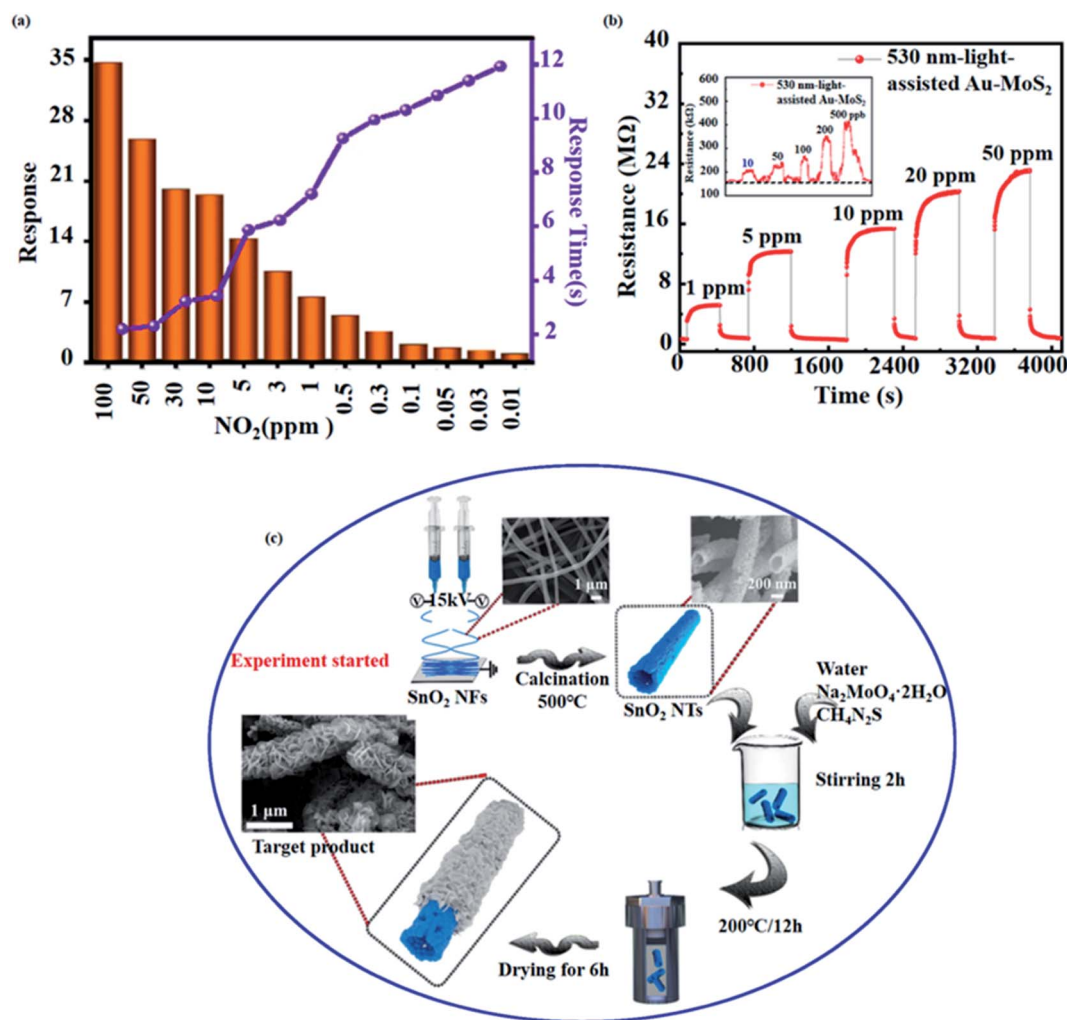 (a)
Response
35
28
21
14
7
0
12
10
8
6
4
2
Response Time(s)
100
50
30
10
5
3
1
0.5
0.3
0.1
0.05
0.03
0.01
NO₂(ppm )
(b)
Resistance (MΩ)
40
32
24
16
8
0
530 nm-light-
assisted Au-MoS₂
600
500
400
300
200
100
Resistance (kΩ)
530 nm-light-
assisted Au-MoS₂
500 ppb
200
100
50
10
50 ppm
20 ppm
10 ppm
5 ppm
1 ppm
0
800
1600
2400
3200
4000
Time (s)
(c)
V
15kV
V
1 μm
200 nm
Experiment started
SnO₂ NFs
Calcination
500°C
SnO₂ NTs
Water
Na₂MoO₄·2H₂O
CH₄N₂S
Stirring 2h
1 μm
Target product
200°C/12h
Drying for 6h